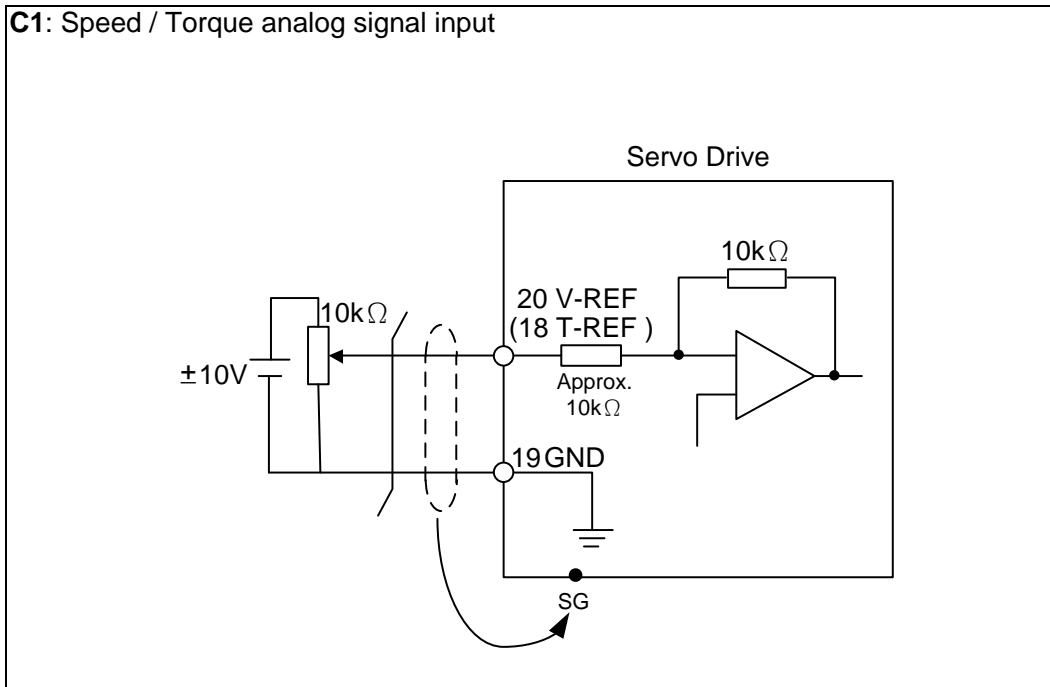 C1: Speed / Torque analog signal input
Servo Drive
10kΩ
20 V-REF
(18 T-REF )
10kΩ
±10V
Approx.
10kΩ
19 GND
SG